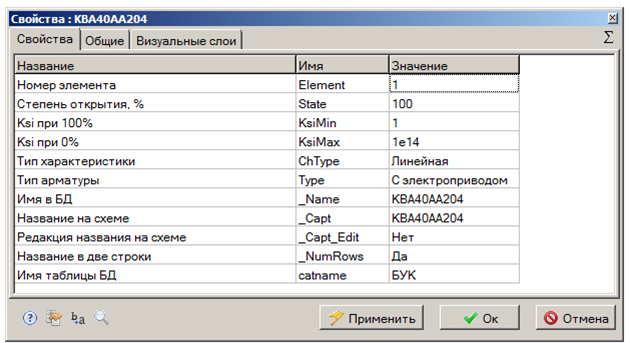 Свойства : KBA40AA204
Свойства Общие Визуальные слои Σ
Название Имя Значение
Номер элемента Element 1
Степень открытия, % State 100
Ksi при 100% KsiMin 1
Ksi при 0% KsiMax 1e14
Тип характеристики ChType Линейная
Тип арматуры Type С электроприводом
Имя в БД _Name KBA40AA204
Название на схеме _Capt KBA40AA204
Редакция названия на схеме _Capt_Edit Нет
Название в две строки _NumRows Да
Имя таблицы БД catname БУК
Применить Ок Отмена